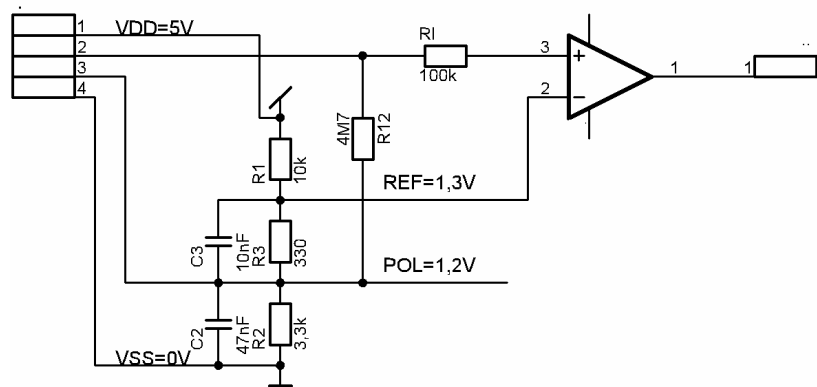 1 VDD=5V
2
3
4
RI
100k
3
+
2
−
1
1
4M7
R12
R1
10k
REF=1,3V
C3
10nF
R3
330
POL=1,2V
C2
47nF
R2
3,3k
VSS=0V